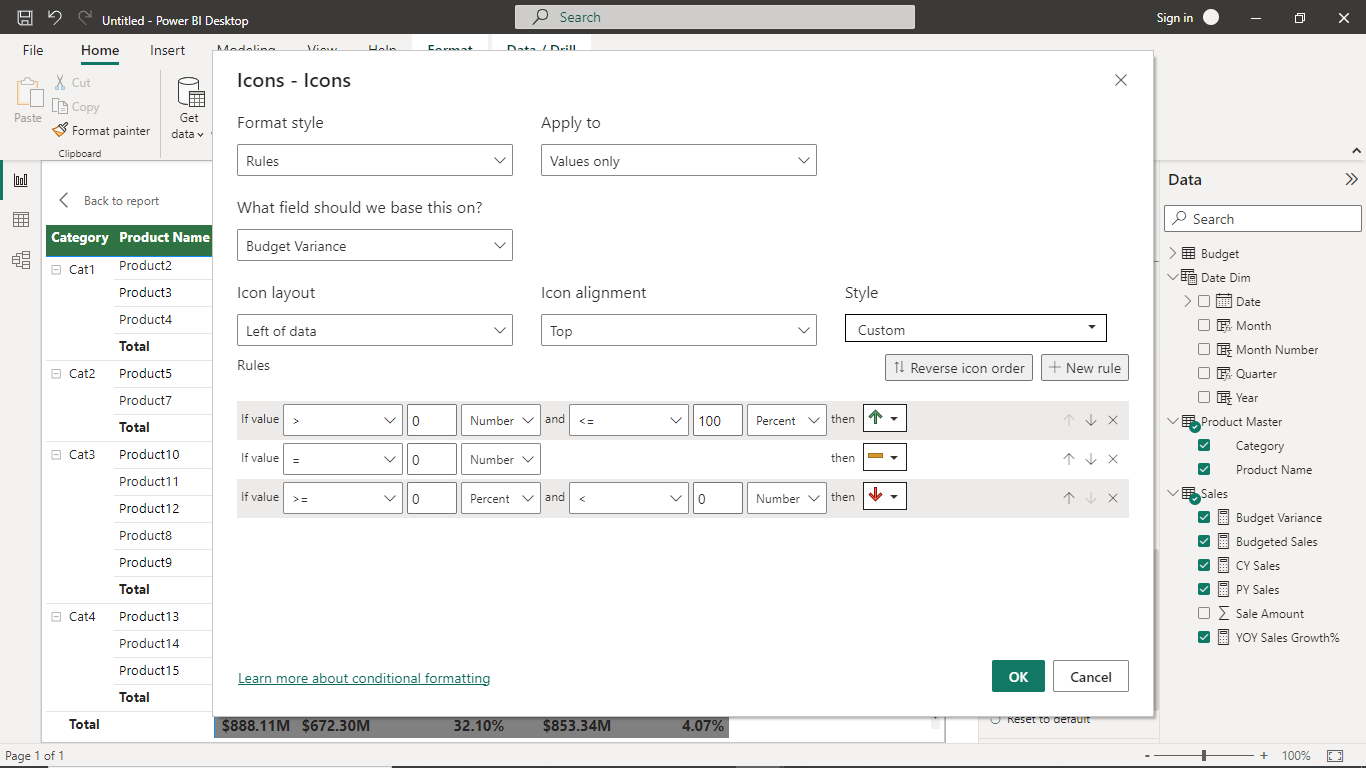 Untitled - Power BI Desktop
Search
Sign in
File Home Insert Modeling View Help Format Data / Drill
Paste
Cut
Copy
Format painter
Clipboard
Get data
Icons - Icons
Format style
Apply to
Rules
Values only
What field should we base this on?
Budget Variance
Icon layout
Icon alignment
Style
Left of data
Top
Custom
Rules
Reverse icon order
New rule
If value > 0 Number and <= 100 Percent then
If value = 0 Number then
If value >= 0 Percent and < 0 Number then
Learn more about conditional formatting
OK
Cancel
Back to report
Category Product Name
Cat1 Product2
Product3
Product4
Total
Cat2 Product5
Product7
Total
Cat3 Product10
Product11
Product12
Product8
Product9
Total
Cat4 Product13
Product14
Product15
Total
Total $888.11M $672.30M 32.10% $853.34M 4.07%
Reset to default
Data
Search
Budget
Date Dim
Date
Month
Month Number
Quarter
Year
Product Master
Category
Product Name
Sales
Budget Variance
Budgeted Sales
CY Sales
PY Sales
Sale Amount
YOY Sales Growth%
Page 1 of 1
- + 100%